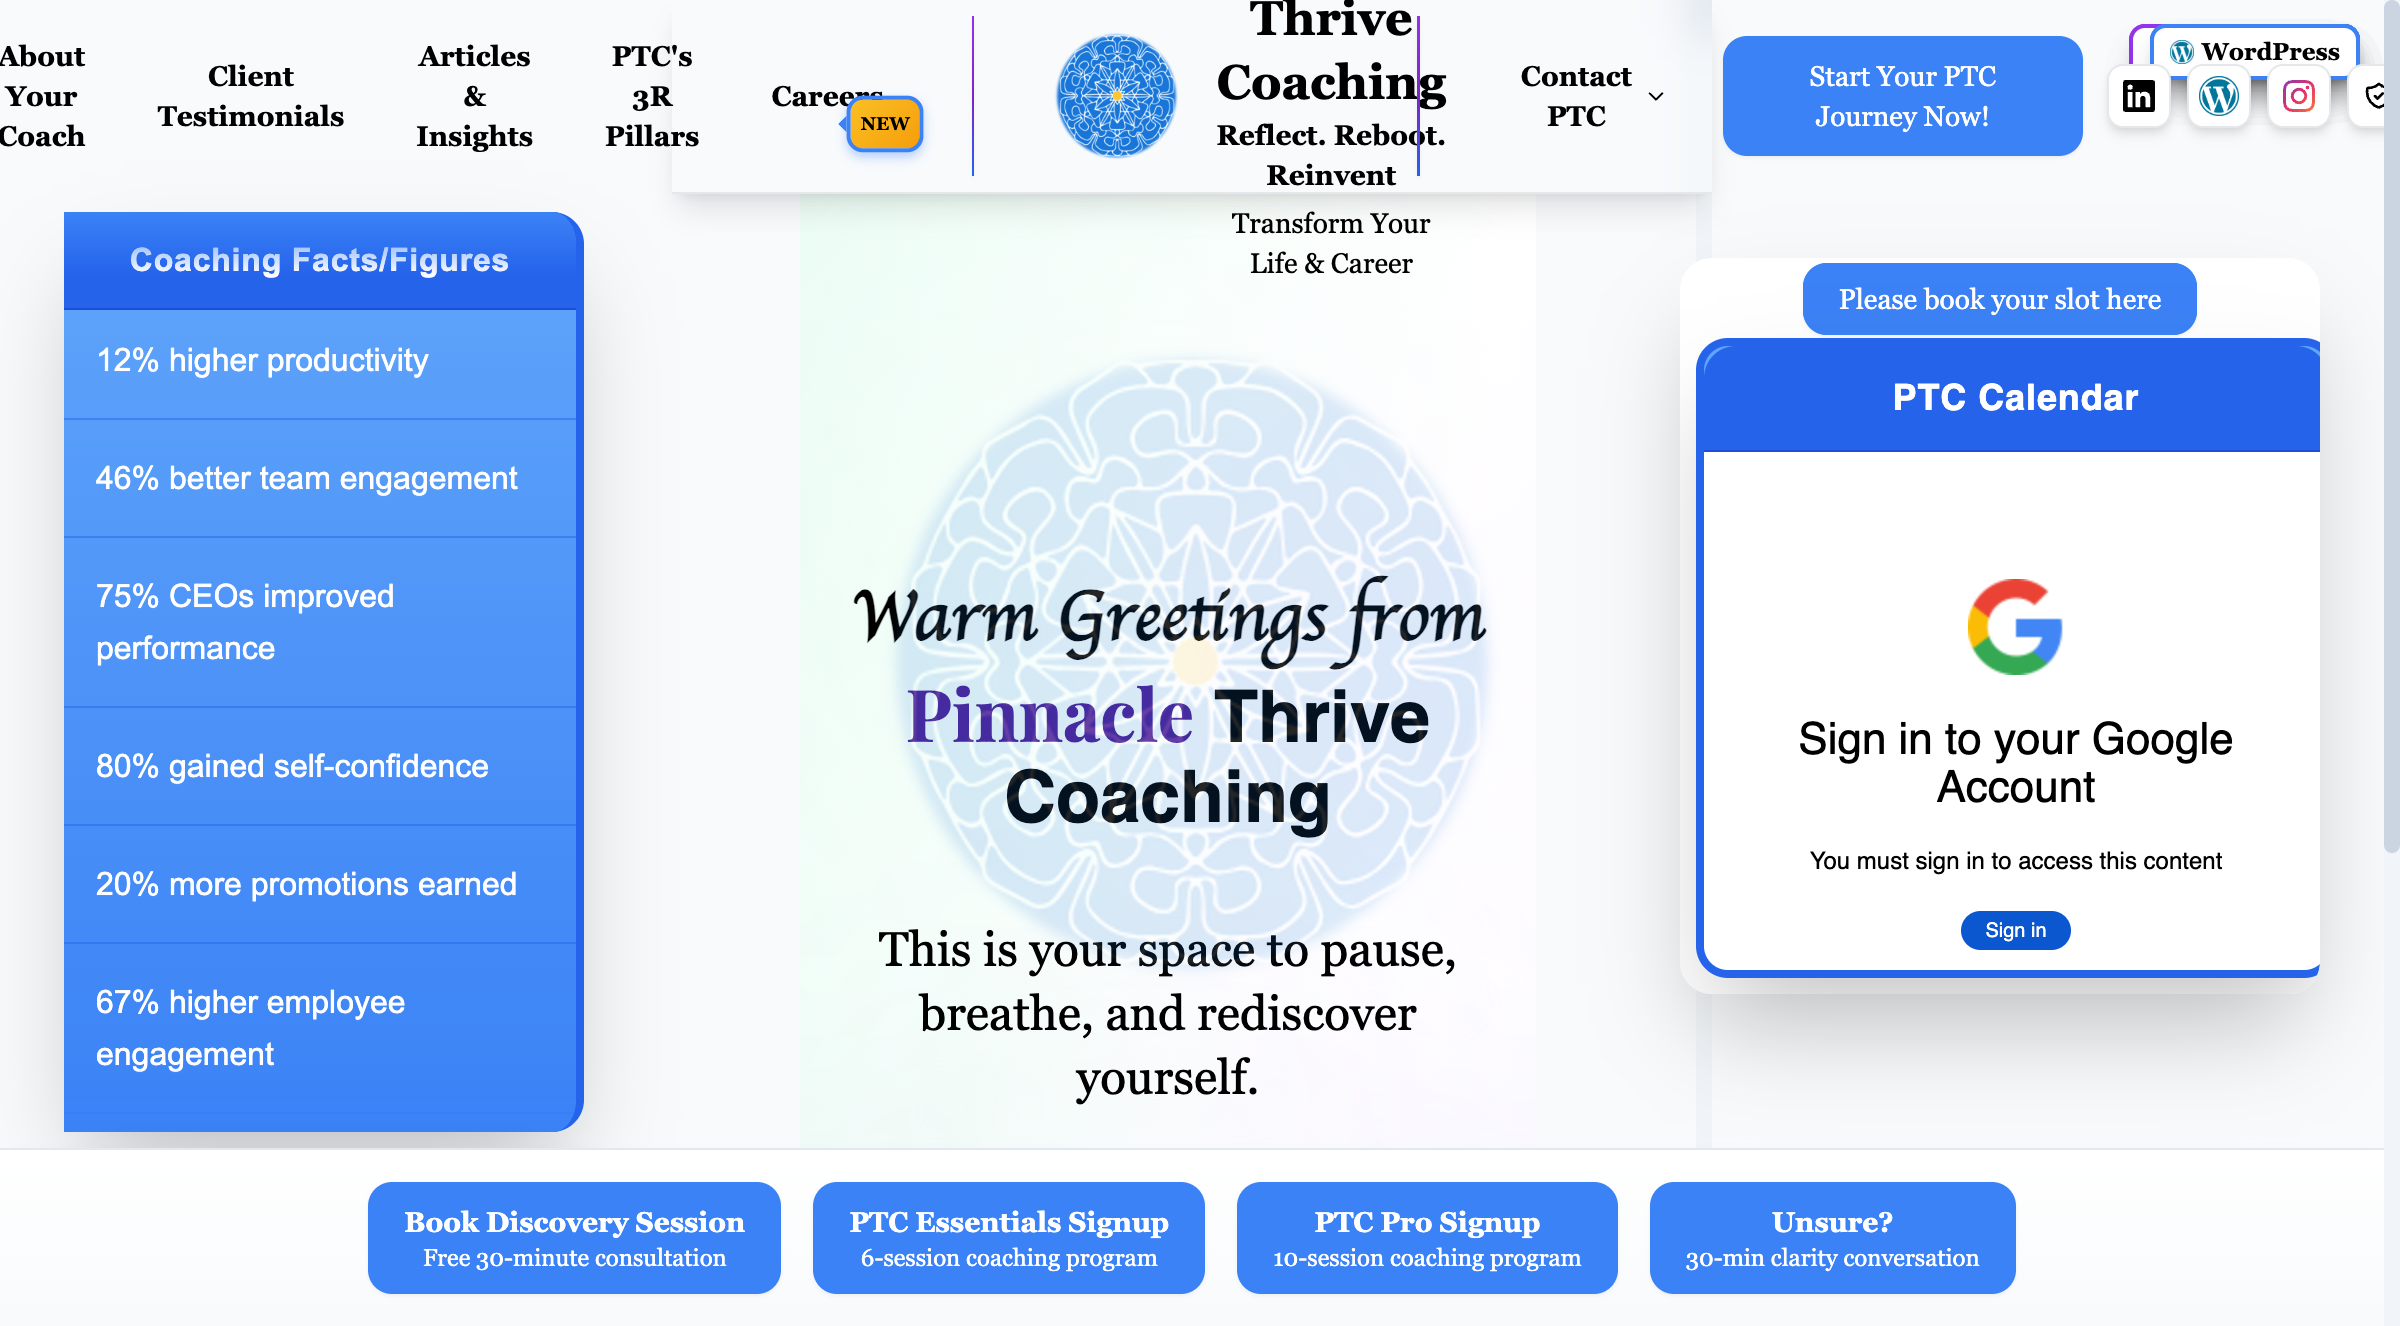 About
Your
Coach
Client
Testimonials
Articles
&
Insights
PTC's
3R
Pillars
Careers
NEW
Thrive
Coaching
Reflect. Reboot.
Reinvent
Transform Your
Life & Career
Contact
PTC
Start Your PTC
Journey Now!
WordPress
in
Coaching Facts/Figures
12% higher productivity
46% better team engagement
75% CEOs improved
performance
80% gained self-confidence
20% more promotions earned
67% higher employee
engagement
Warm Greetings from
Pinnacle Thrive
Coaching
This is your space to pause,
breathe, and rediscover
yourself.
Please book your slot here
PTC Calendar
Sign in to your Google
Account
You must sign in to access this content
Sign in
Book Discovery Session
Free 30-minute consultation
PTC Essentials Signup
6-session coaching program
PTC Pro Signup
10-session coaching program
Unsure?
30-min clarity conversation